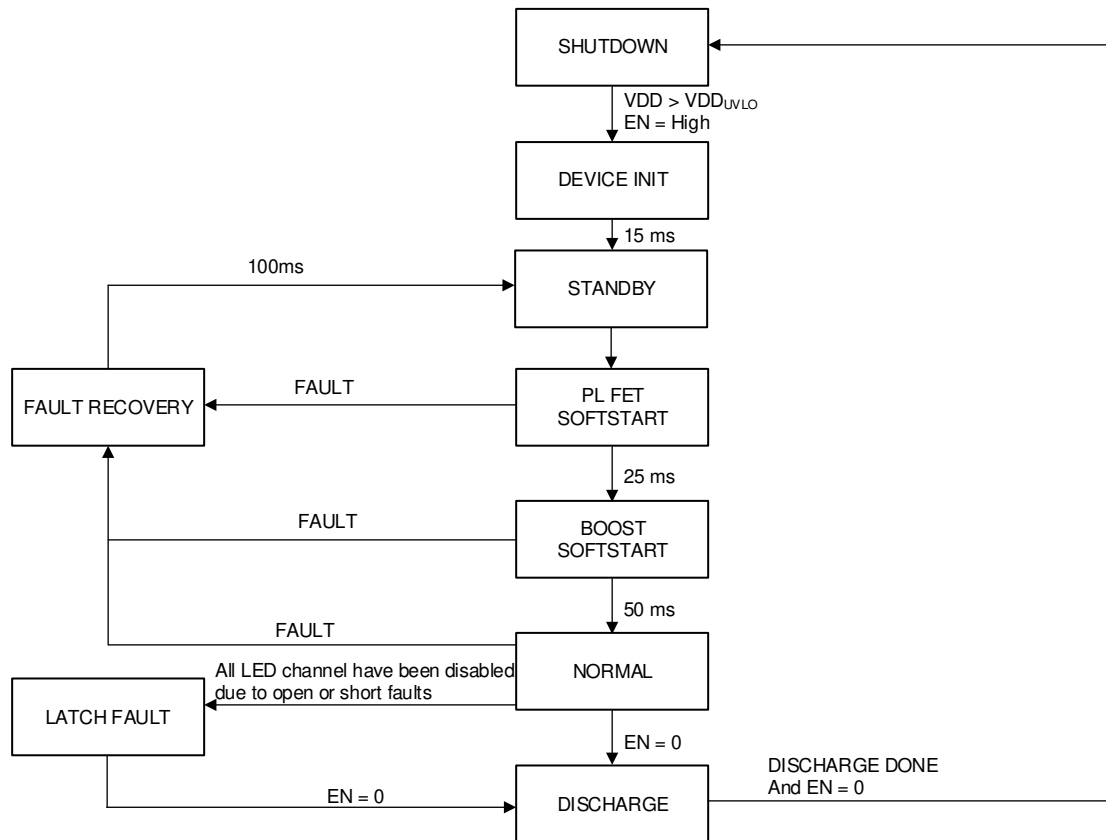 SHUTDOWN
VDD > VDDUVLO
EN = High
DEVICE INIT
15 ms
100ms
STANDBY
FAULT RECOVERY
FAULT
PL FET
SOFTSTART
25 ms
FAULT
BOOST
SOFTSTART
50 ms
FAULT
NORMAL
All LED channel have been disabled
due to open or short faults
LATCH FAULT
EN = 0
DISCHARGE DONE
And EN = 0
EN = 0
DISCHARGE